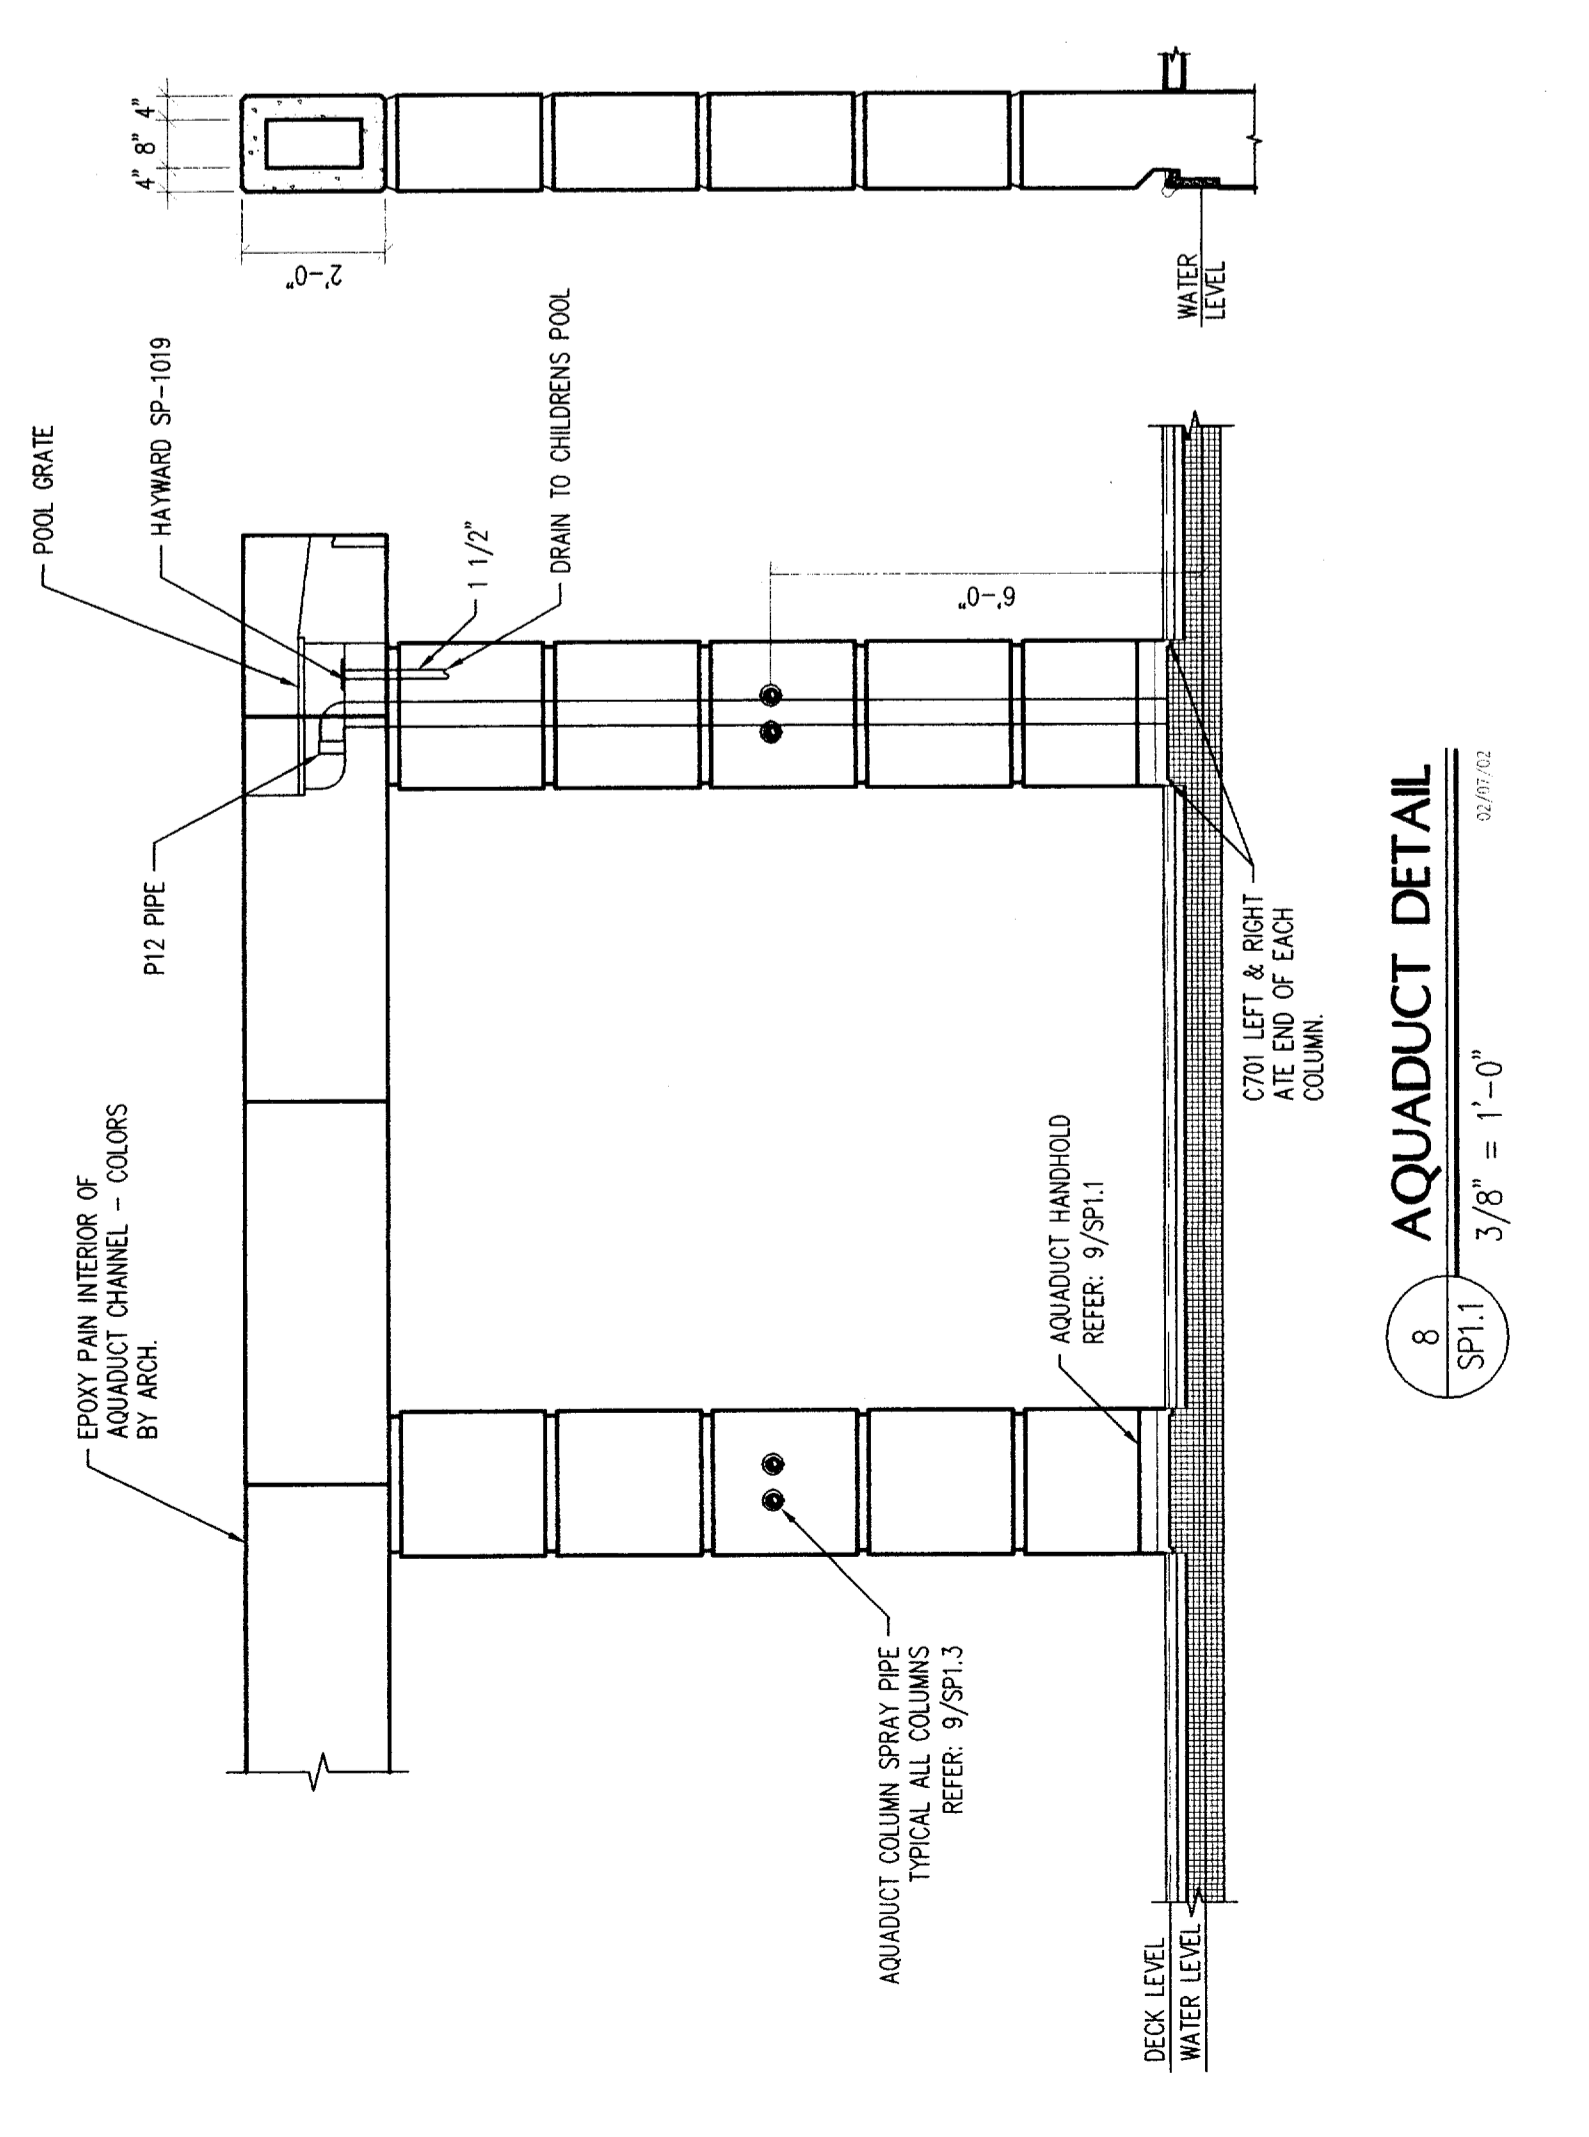 EPOXY PAIN INTERIOR OF
AQUADUCT CHANNEL - COLORS
BY ARCH.
P12 PIPE
POOL GRATE
HAYWARD SP-1019
1 1/2"
DRAIN TO CHILDRENS POOL
4" 8" 4"
2'-0"
6'-0"
WATER
LEVEL
AQUADUCT COLUMN SPRAY PIPE
TYPICAL ALL COLUMNS
REFER: 9/SP1.3
AQUADUCT HANDHOLD
REFER: 9/SP1.1
C701 LEFT & RIGHT
ATE END OF EACH
COLUMN.
DECK LEVEL
WATER LEVEL
8
SP1.1
AQUADUCT DETAIL
3/8" = 1'-0"
02/07/02